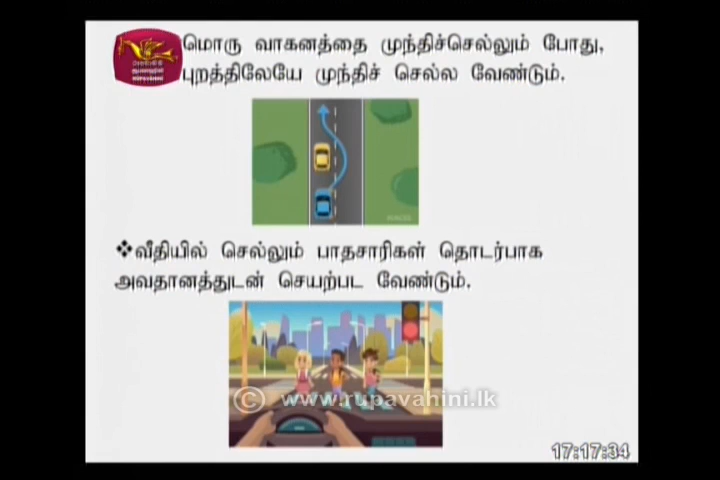 மொரு வாகனத்தை முந்திச்செல்லும் போது,
புறத்திலேயே முந்திச் செல்ல வேண்டும்.
❖வீதியில் செல்லும் பாதசாரிகள் தொடர்பாக
அவதானத்துடன் செயற்பட வேண்டும்.
© www.rupavahini.lk
17:17:34